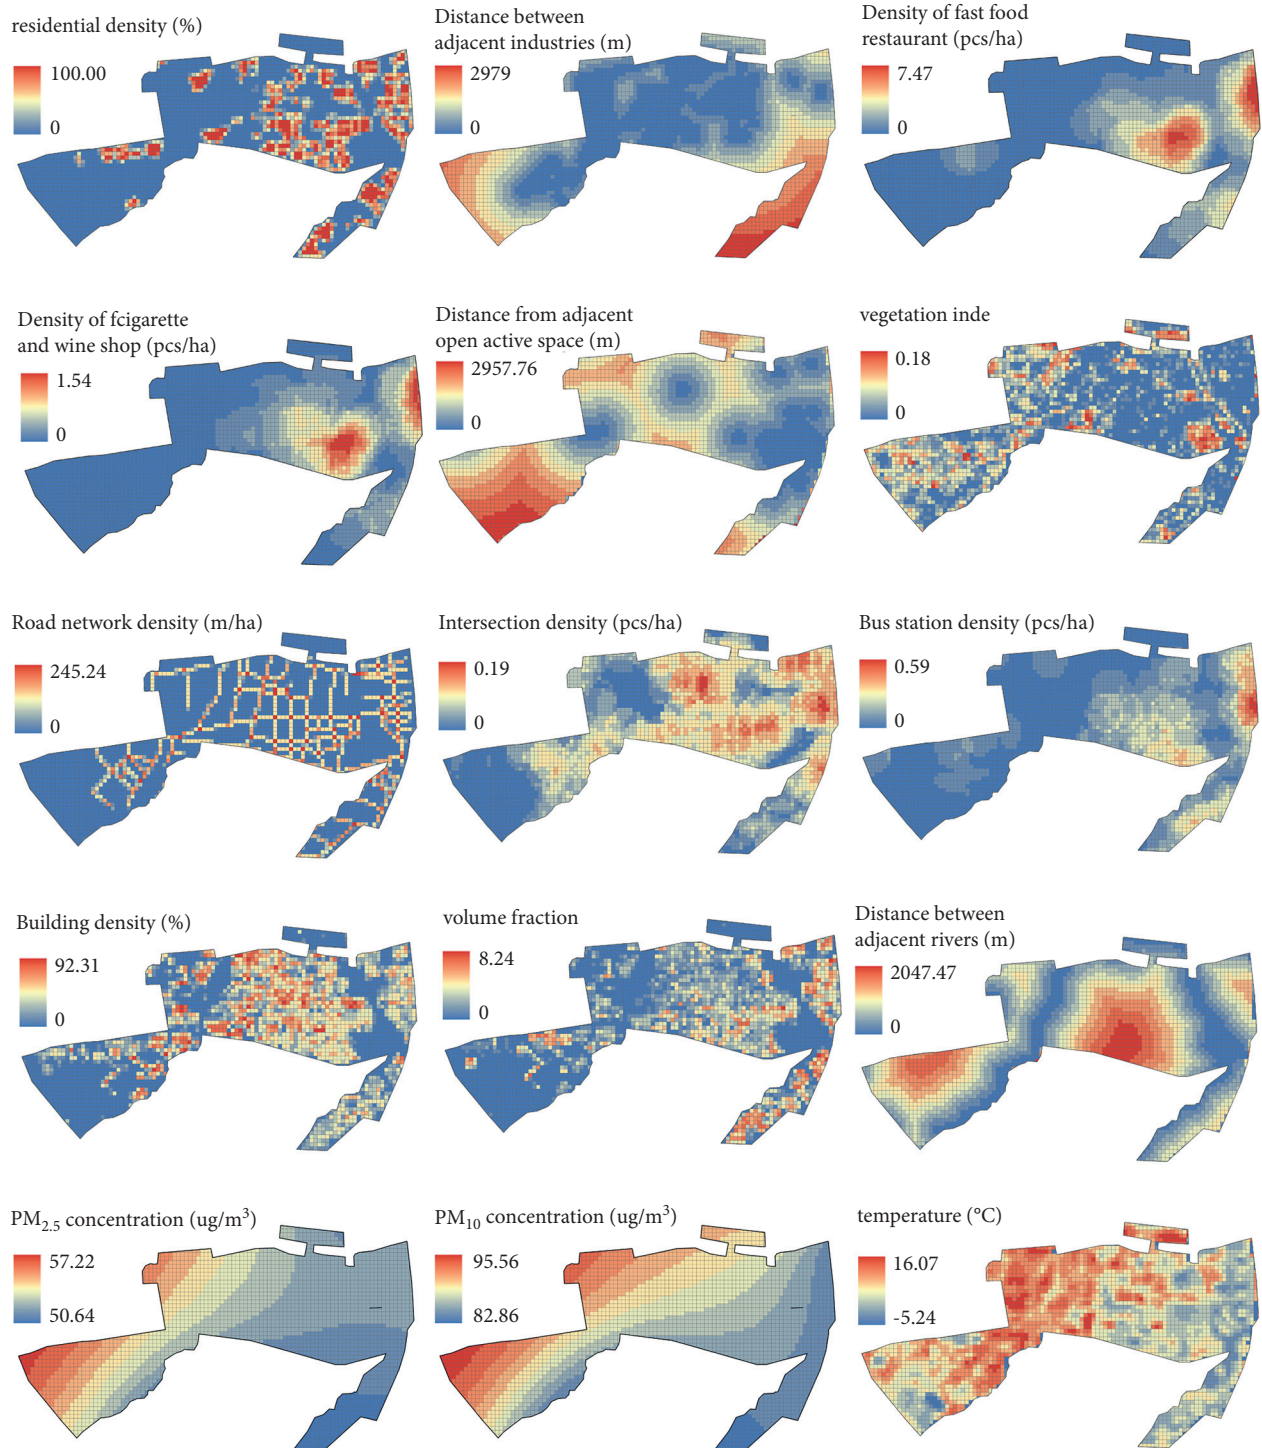 residential density (%)
100.00
0
Distance between
adjacent industries (m)
2979
0
Density of fast food
restaurant (pcs/ha)
7.47
0
Density of fcigarette
and wine shop (pcs/ha)
1.54
0
Distance from adjacent
open active space (m)
2957.76
0
vegetation inde
0.18
0
Road network density (m/ha)
245.24
0
Intersection density (pcs/ha)
0.19
0
Bus station density (pcs/ha)
0.59
0
Building density (%)
92.31
0
volume fraction
8.24
0
Distance between
adjacent rivers (m)
2047.47
0
PM2.5 concentration (ug/m³)
57.22
50.64
PM10 concentration (ug/m³)
95.56
82.86
temperature (°C)
16.07
-5.24